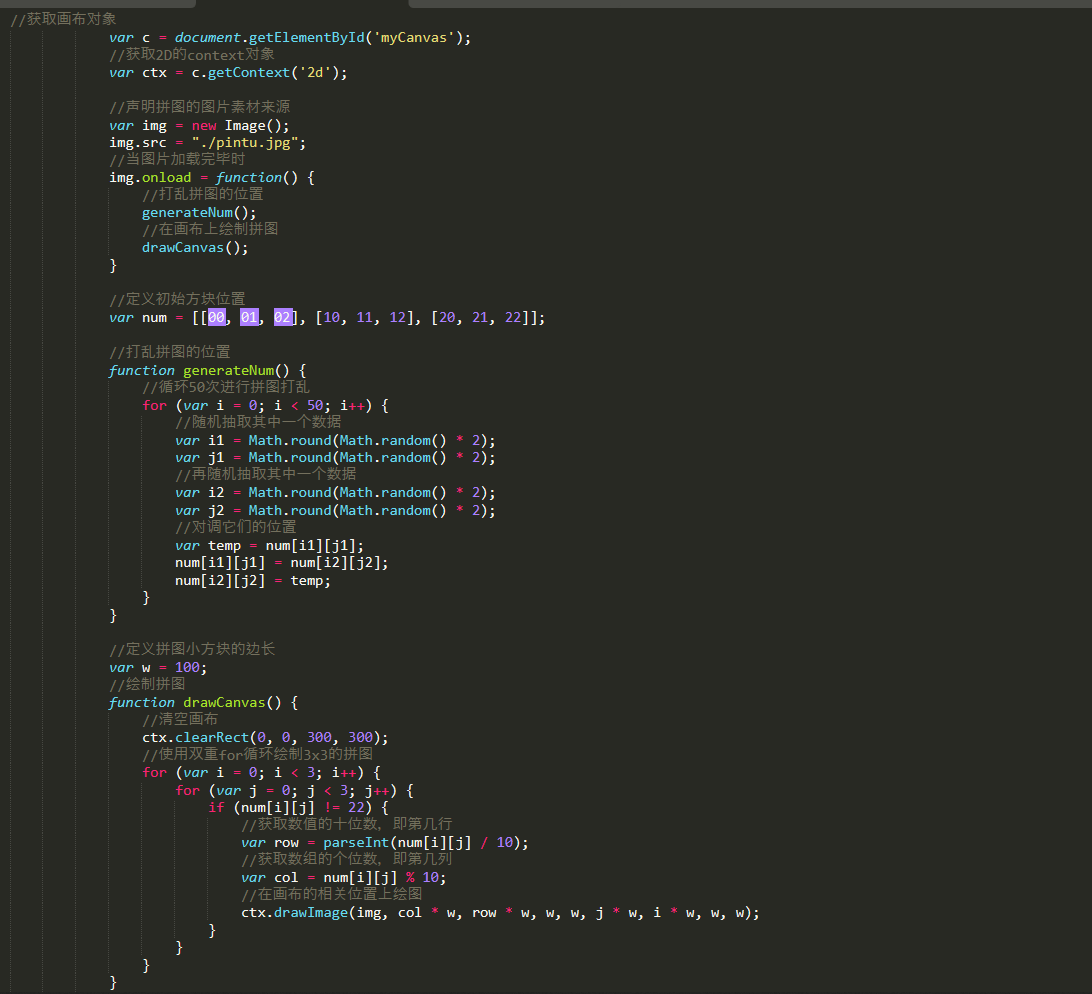 //获取画布对象
var c = document.getElementById('myCanvas');
//获取2D的context对象
var ctx = c.getContext('2d');
//声明拼图的图片素材来源
var img = new Image();
img.src = "./pintu.jpg";
//当图片加载完毕时
img.onload = function() {
//打乱拼图的位置
generateNum();
//在画布上绘制拼图
drawCanvas();
}
//定义初始方块位置
var num = [[00, 01, 02], [10, 11, 12], [20, 21, 22]];
//打乱拼图的位置
function generateNum() {
//循环50次进行拼图打乱
for (var i = 0; i < 50; i++) {
//随机抽取其中一个数据
var i1 = Math.round(Math.random() * 2);
var j1 = Math.round(Math.random() * 2);
//再随机抽取其中一个数据
var i2 = Math.round(Math.random() * 2);
var j2 = Math.round(Math.random() * 2);
//对调它们的位置
var temp = num[i1][j1];
num[i1][j1] = num[i2][j2];
num[i2][j2] = temp;
}
}
//定义拼图小方块的边长
var w = 100;
//绘制拼图
function drawCanvas() {
//清空画布
ctx.clearRect(0, 0, 300, 300);
//使用双重for循环绘制3x3的拼图
for (var i = 0; i < 3; i++) {
for (var j = 0; j < 3; j++) {
if (num[i][j] != 22) {
//获取数值的十位数，即第几行
var row = parseInt(num[i][j] / 10);
//获取数组的个位数，即第几列
var col = num[i][j] % 10;
//在画布的相关位置上绘图
ctx.drawImage(img, col * w, row * w, w, w, j * w, i * w, w, w);
}
}
}
}